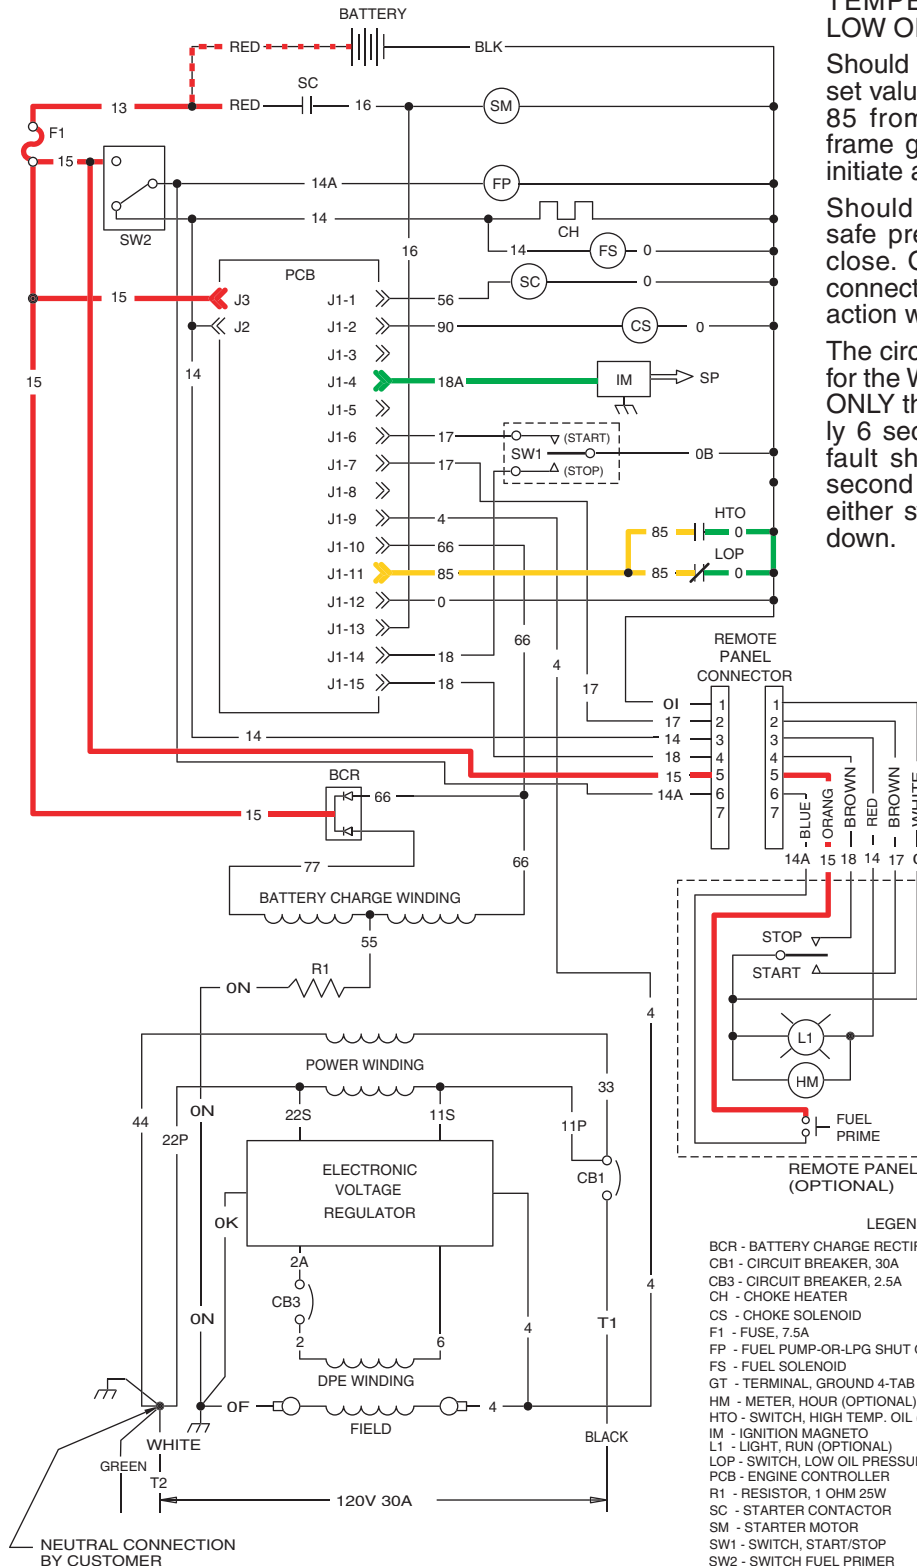 TEMPE
LOW O
Should
set valu
85 from
frame g
initiate a
Should
safe pre
close. O
connect
action w
The circ
for the W
ONLY th
ly 6 sec
fault sh
second
either s
down.
BATTERY
RED
BLK
SC
13
RED
16
SM
F1
15
14A
FP
14
CH
SW2
16
14
FS
0
PCB
SC
0
15
J3
J1-1
56
J2
J1-2
90
CS
0
J1-3
14
J1-4
18A
IM
SP
15
J1-5
J1-6
17
(START)
SW1
0B
J1-7
17
(STOP)
J1-8
HTO
J1-9
4
85
0
J1-10
66
LOP
J1-11
85
85
0
J1-12
0
J1-13
66
REMOTE
PANEL
CONNECTOR
J1-14
18
4
J1-15
18
17
OI
1
1
17
2
2
14
14
3
3
18
4
4
15
5
5
14A
6
6
7
7
BLUE
ORANG
BROWN
RED
BROWN
WHITE
14A
15
18
14
17
BCR
66
15
77
66
BATTERY CHARGE WINDING
55
R1
0N
STOP
START
4
L1
POWER WINDING
HM
33
44
0N
22S
11S
22P
11P
FUEL
PRIME
CB1
REMOTE PANEL
(OPTIONAL)
ELECTRONIC
VOLTAGE
REGULATOR
0K
2A
CB3
4
0N
T1
2
6
4
DPE WINDING
0F
4
FIELD
WHITE
BLACK
GREEN
T2
120V 30A
NEUTRAL CONNECTION
BY CUSTOMER
LEGEN
BCR - BATTERY CHARGE RECTIF
CB1 - CIRCUIT BREAKER, 30A
CB3 - CIRCUIT BREAKER, 2.5A
CH - CHOKE HEATER
CS - CHOKE SOLENOID
F1 - FUSE, 7.5A
FP - FUEL PUMP-OR-LPG SHUT O
FS - FUEL SOLENOID
GT - TERMINAL, GROUND 4-TAB
HM - METER, HOUR (OPTIONAL)
HTO - SWITCH, HIGH TEMP. OIL
IM - IGNITION MAGNETO
L1 - LIGHT, RUN (OPTIONAL)
LOP - SWITCH, LOW OIL PRESSU
PCB - ENGINE CONTROLLER
R1 - RESISTOR, 1 OHM 25W
SC - STARTER CONTACTOR
SM - STARTER MOTOR
SW1 - SWITCH, START/STOP
SW2 - SWITCH FUEL PRIMER